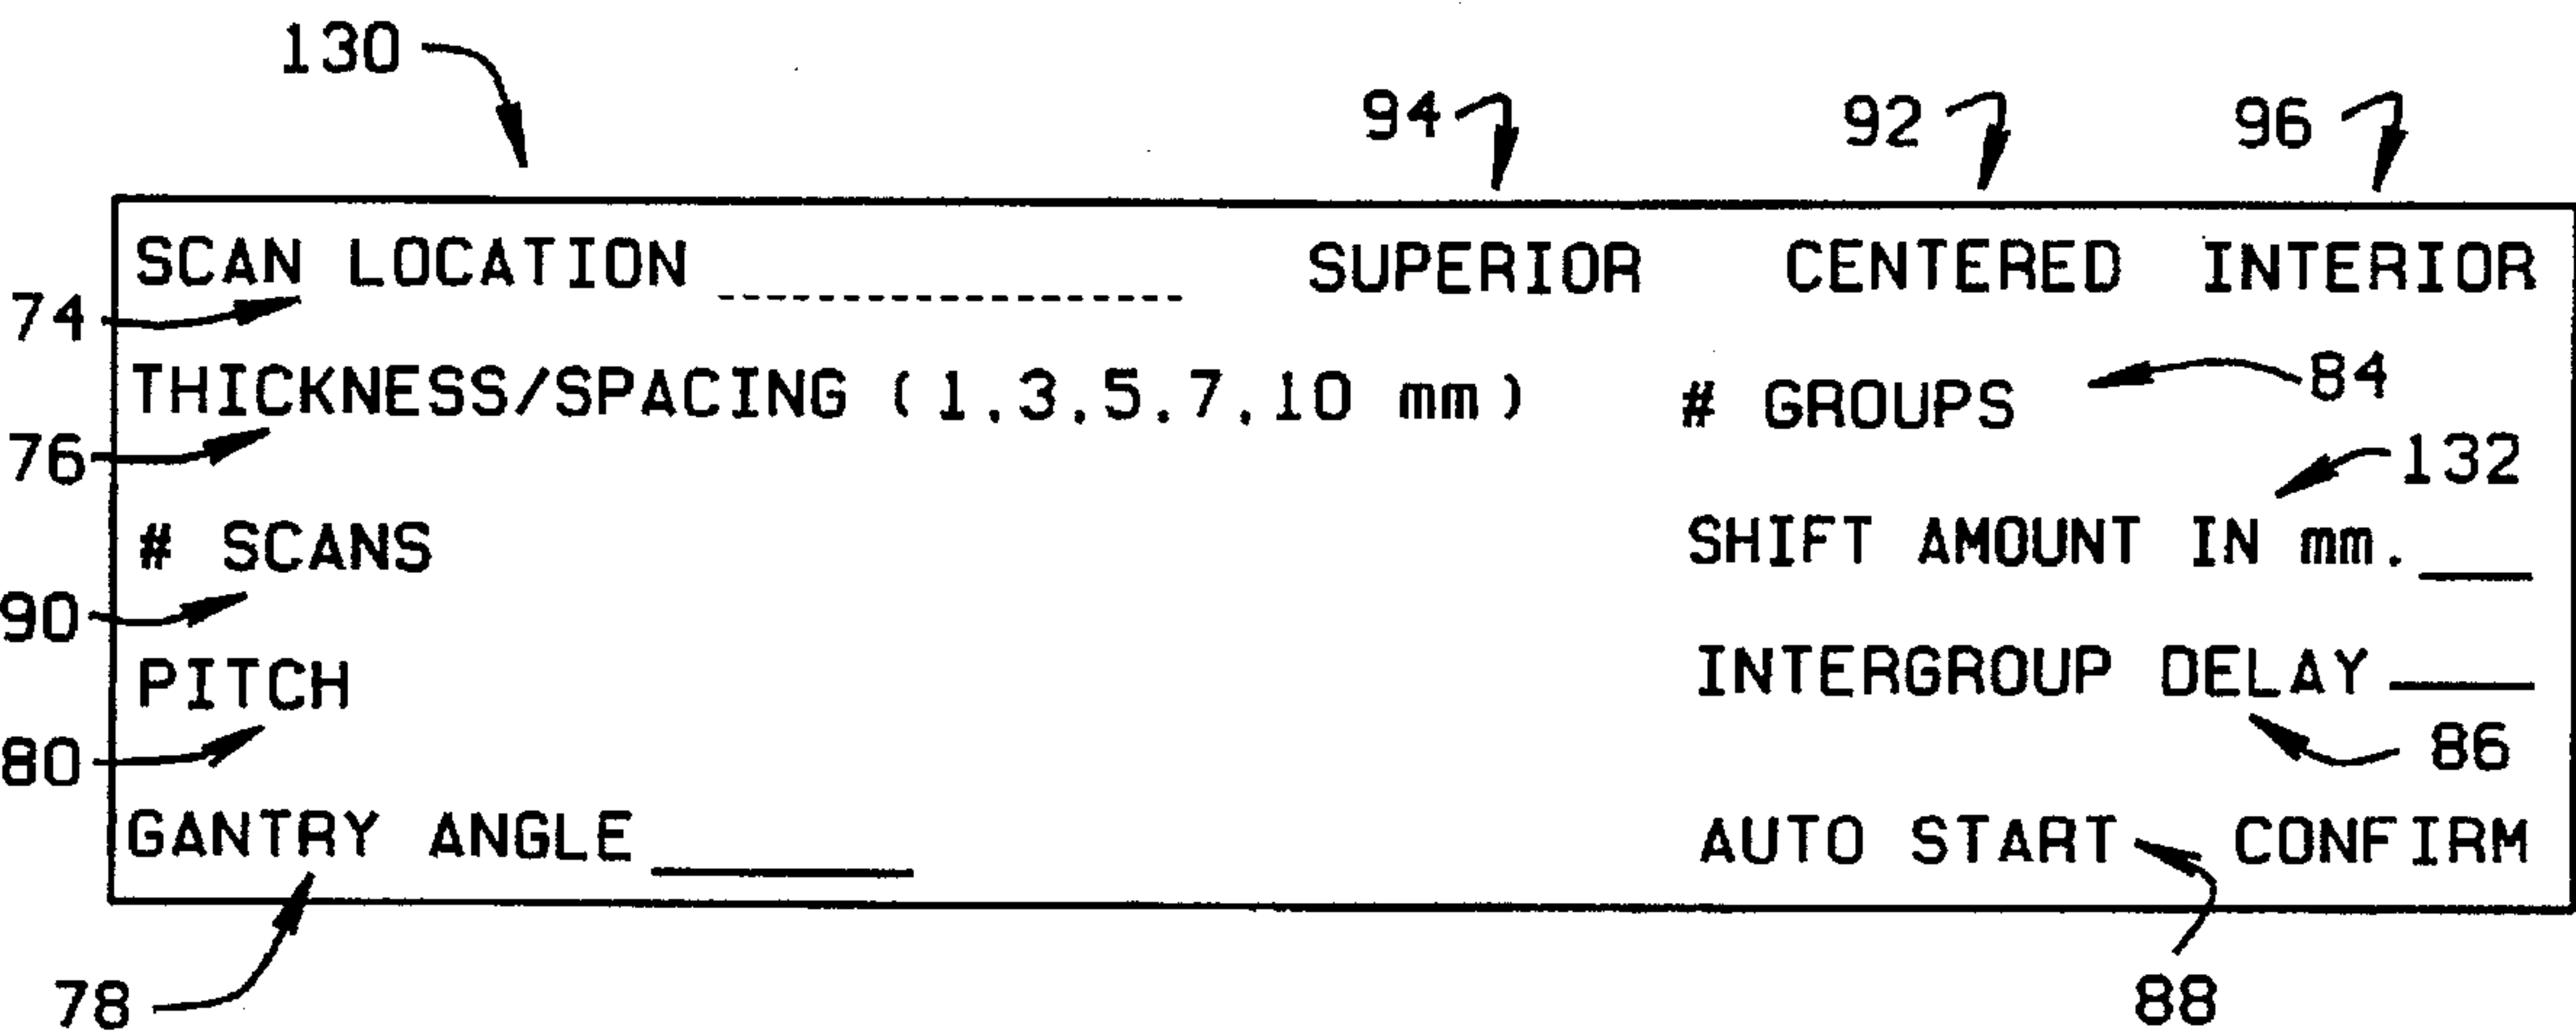 130
94 92 96
SCAN LOCATION SUPERIOR CENTERED INTERIOR
74
THICKNESS/SPACING (1.3.5.7.10 mm) # GROUPS 84
76 132
# SCANS SHIFT AMOUNT IN mm.
90
PITCH INTERGROUP DELAY
80 86
GANTRY ANGLE AUTO START CONFIRM
78 88